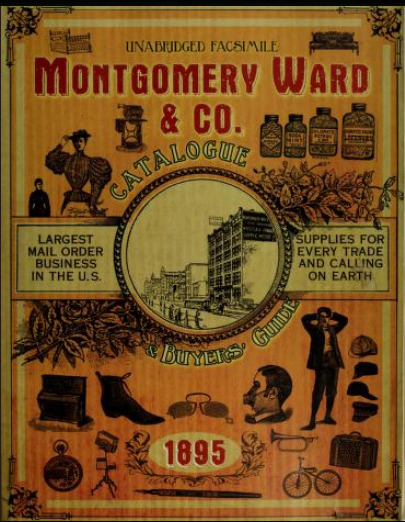 UNABRIDGED FACSIMILE
MONTGOMERY WARD
& CO.
CATALOGUE
LARGEST
MAIL ORDER
BUSINESS
IN THE U.S.
SUPPLIES FOR
EVERY TRADE
AND CALLING
ON EARTH
& BUYERS' GUIDE
1895